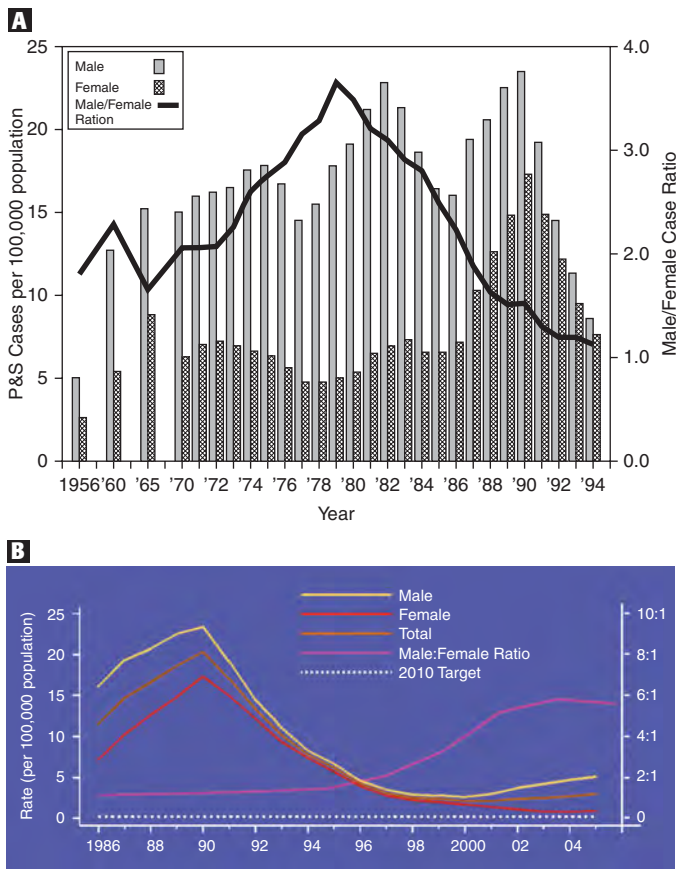 A
25
20
15
10
5
0
P&S Cases per 100,000 population
Male
Female
Male/Female
Ration
4.0
3.0
2.0
1.0
0.0
Male/Female Case Ratio
1956 '60 '65 '70 '72 '74 '76 '78 '80 '82 '84 '86 '88 '90 '92 '94
Year
B
25
20
15
10
5
0
Rate (per 100,000 population)
Male
Female
Total
Male:Female Ratio
2010 Target
10:1
8:1
6:1
4:1
2:1
0
1986 88 90 92 94 96 98 2000 02 04